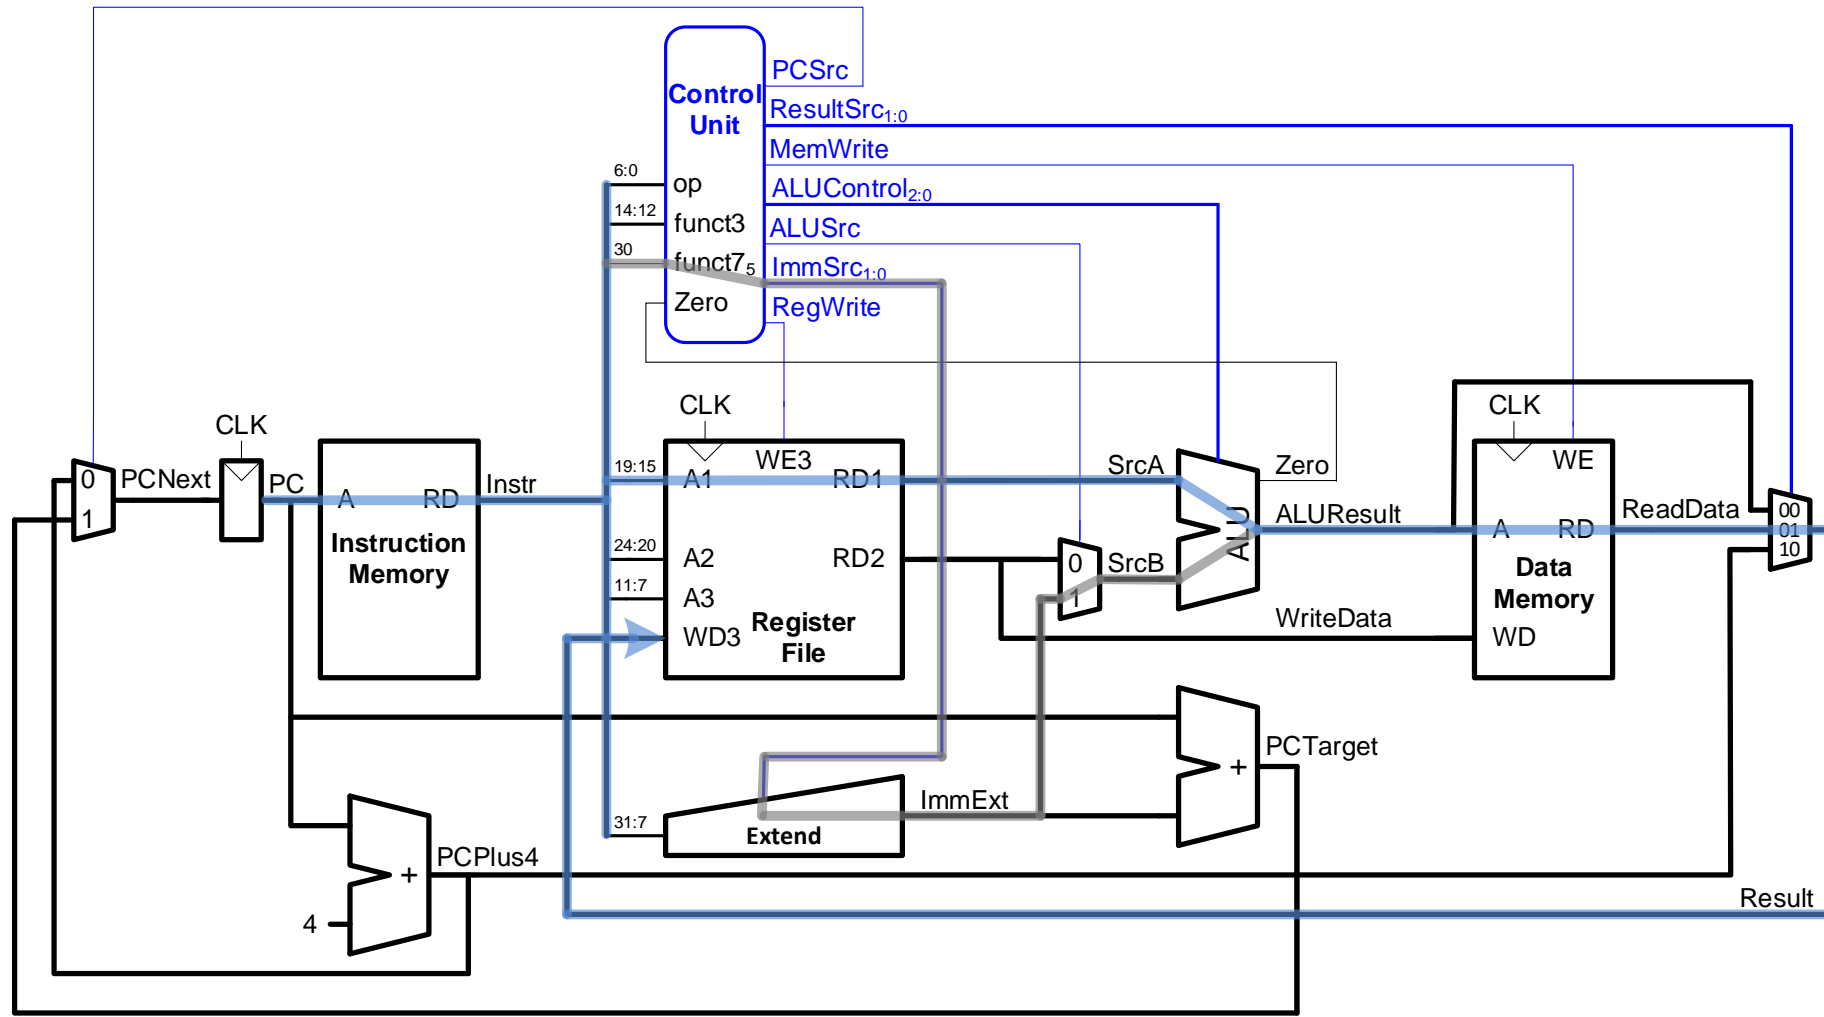 PCSrc
Control
Unit
ResultSrc1:0
MemWrite
6:0
op
ALUControl2:0
14:12
funct3
ALUSrc
30
funct75
ImmSrc1:0
Zero
RegWrite
CLK
CLK
CLK
0
PCNext
1
PC
A
RD
Instr
Instruction
Memory
19:15
A1
WE3
RD1
SrcA
Zero
24:20
A2
RD2
0
SrcB
1
ALU
ALUResult
11:7
A3
WD3
Register
File
WriteData
WE
A
RD
ReadData
Data
Memory
WD
00
01
10
PCTarget
+
31:7
Extend
ImmExt
PCPlus4
+
4
Result